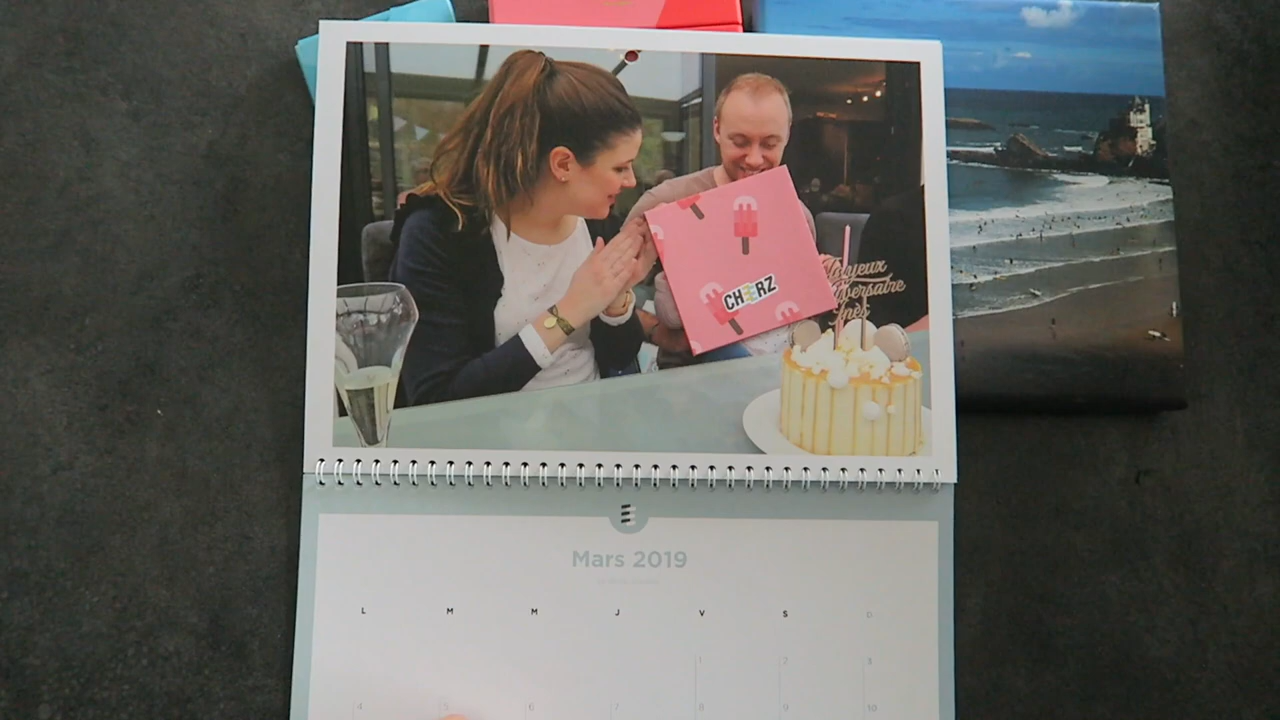 CHEERZ
Joyeux
anniversaire
Inès
Mars 2019
L M M J V S D
1 2 3
4 5 6 7 8 9 10